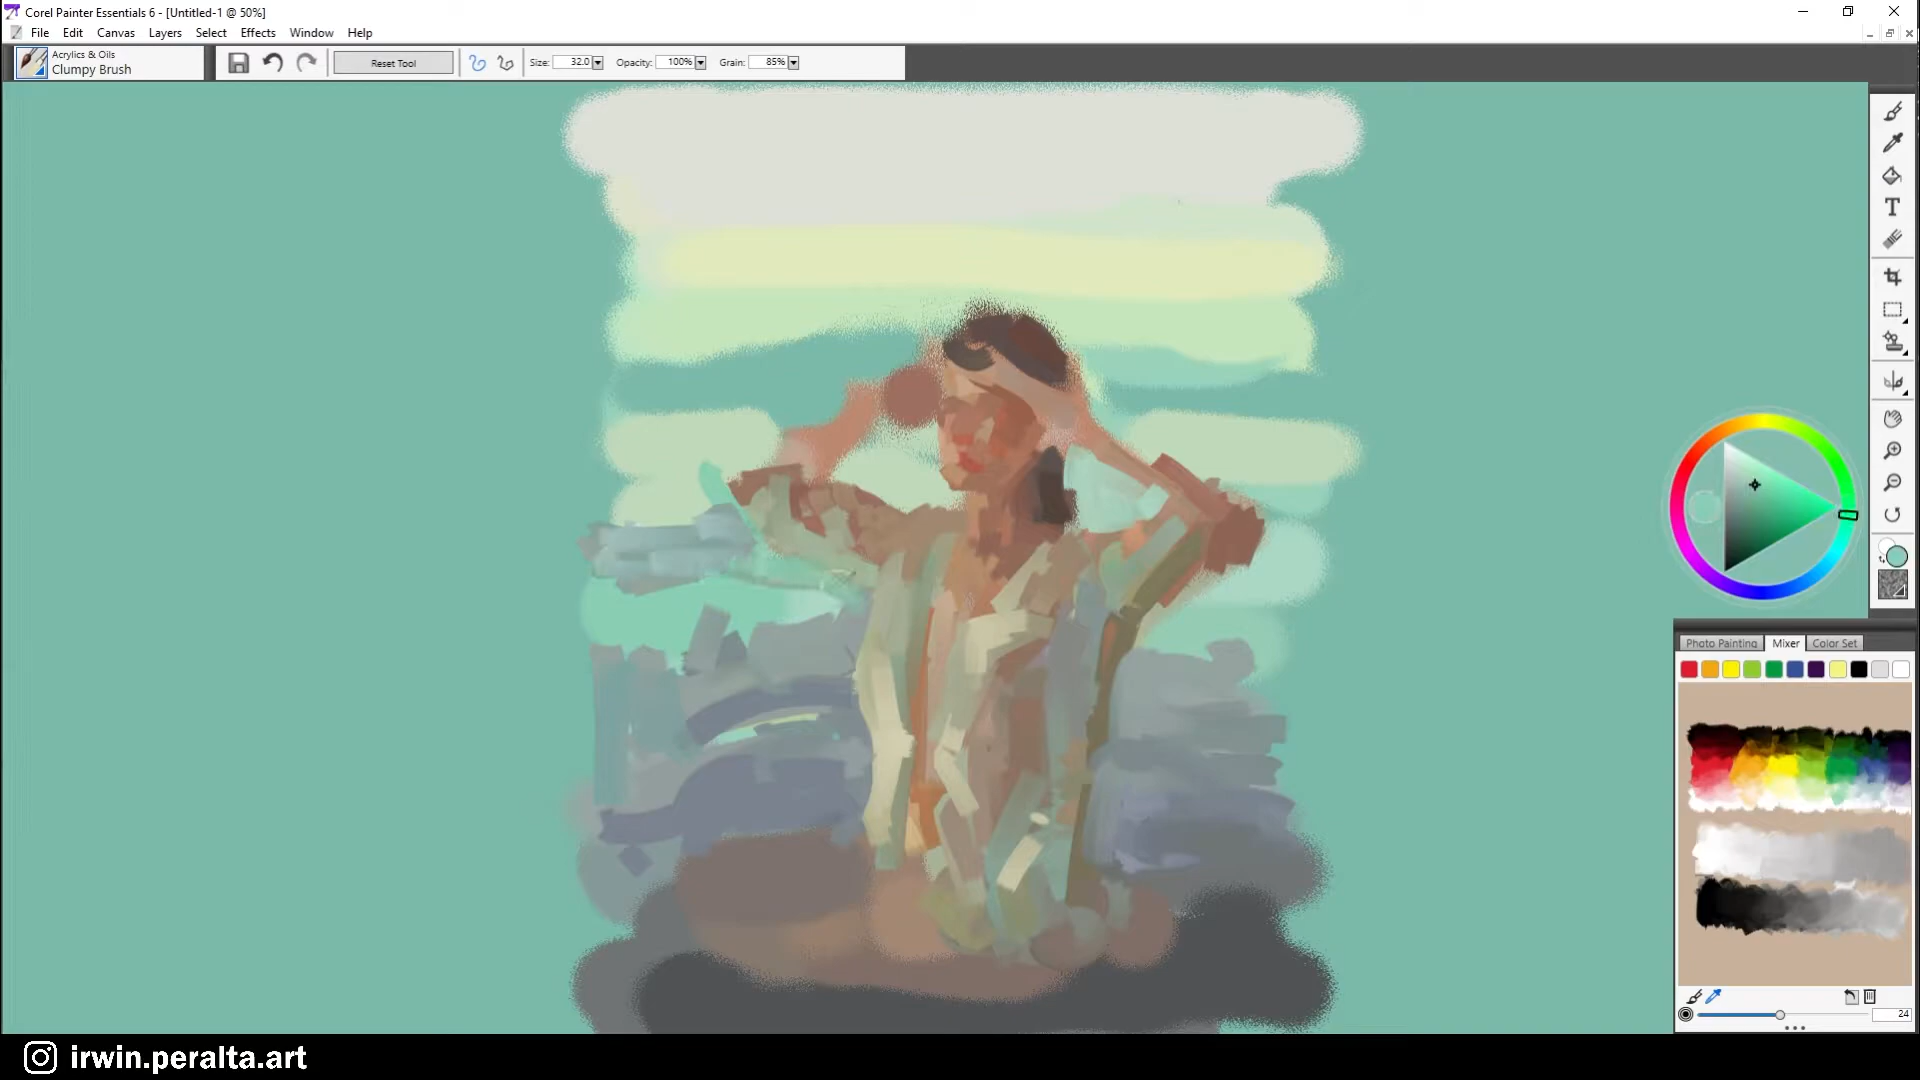 Corel Painter Essentials 6 - [Untitled-1 @ 50%]
File Edit Canvas Layers Select Effects Window Help
Acrylics & Oils
Clumpy Brush
Reset Tool
Size: 32.0 Opacity: 100% Grain: 85%
T
Photo Painting Mixer Color Set
24
irwin.peralta.art